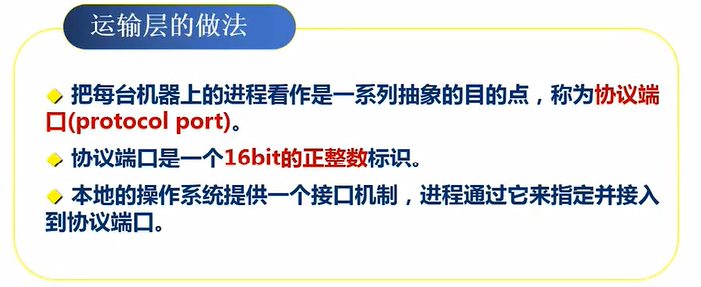 运输层的做法
把每台机器上的进程看作是一系列抽象的目的点，称为协议端
口(protocol port)。
协议端口是一个16bit的正整数标识。
本地的操作系统提供一个接口机制，进程通过它来指定并接入
到协议端口。